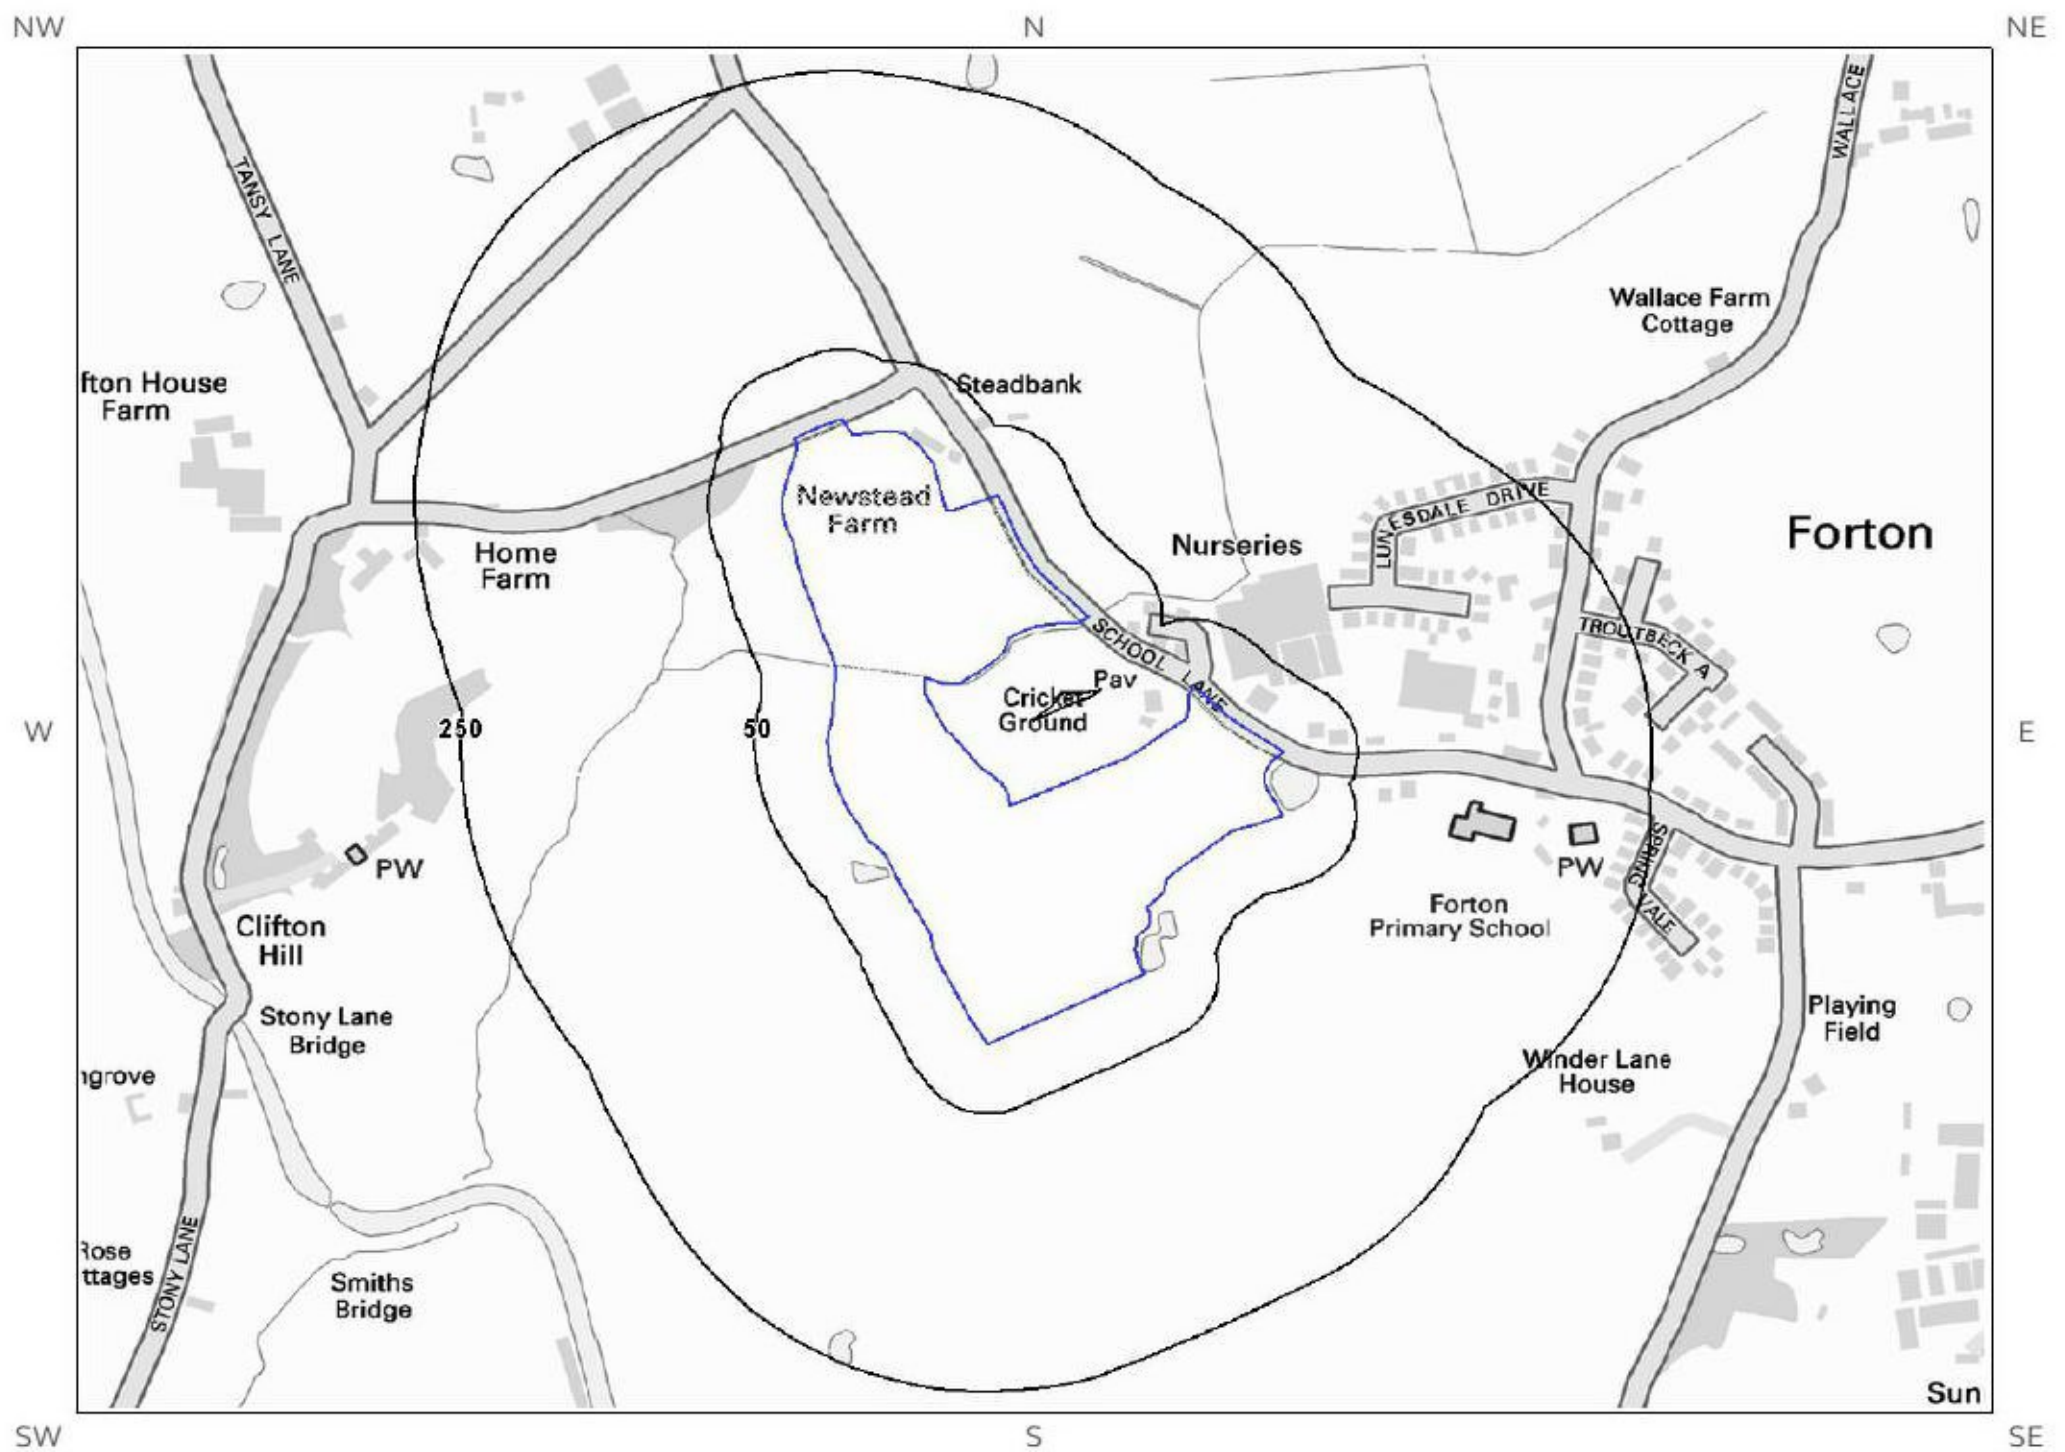 NW
N
NE
WALLACE
TANSY LANE
Wallace Farm
Cottage
fton House
Farm
Steadbank
Newstead
Farm
LUNESDALE DRIVE
Forton
Nurseries
Home
Farm
TROUTBECK A
SCHOOL LANE
Pav
Cricket
Ground
W
250
50
E
PW
PW
SPRING VALE
Forton
Primary School
Clifton
Hill
Stony Lane
Bridge
Playing
Field
ngrove
Winder Lane
House
Rose
ttages
STONY LANE
Smiths
Bridge
Sun
SW
S
SE